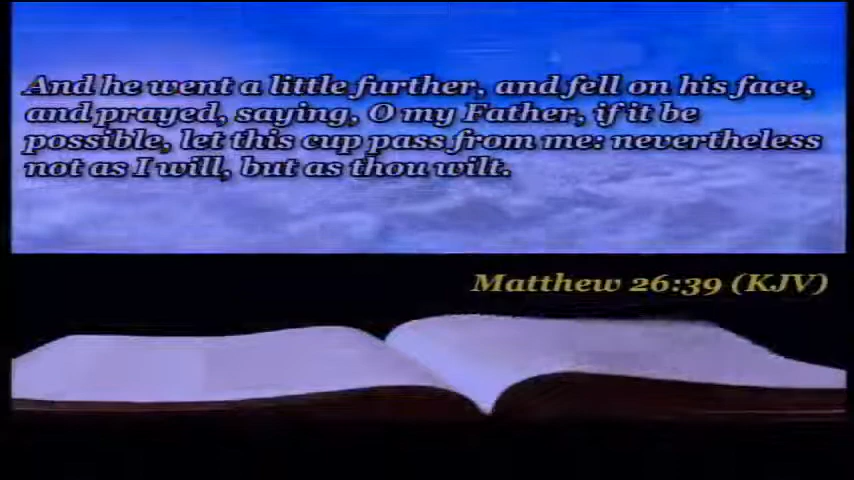 And he went a little further, and fell on his face,
and prayed, saying, O my Father, if it be
possible, let this cup pass from me: nevertheless
not as I will, but as thou wilt.
Matthew 26:39 (KJV)